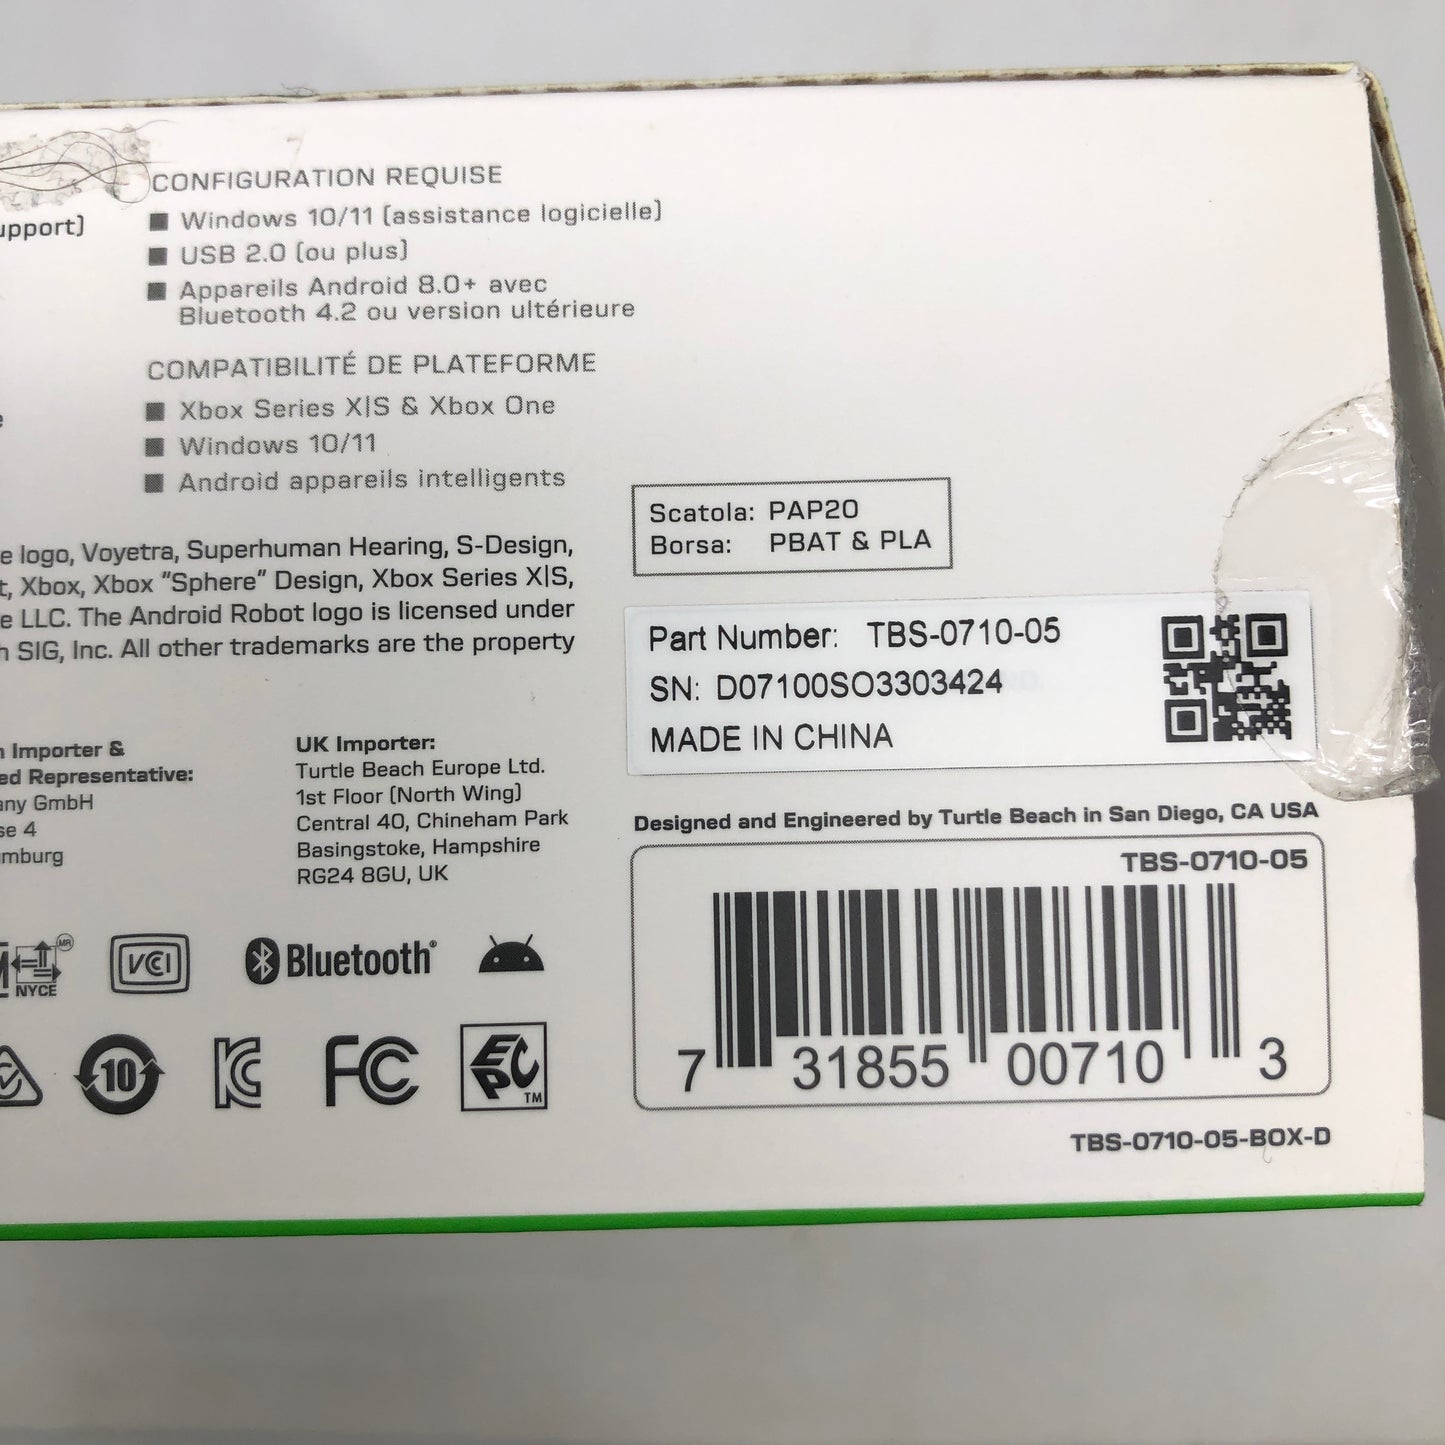 CONFIGURATION REQUISE
Windows 10/11 (assistance logicielle)
USB 2.0 (ou plus)
Appareils Android 8.0+ avec
Bluetooth 4.2 ou version ultérieure
COMPATIBILITÉ DE PLATEFORME
Xbox Series X|S & Xbox One
Windows 10/11
Android appareils intelligents
upport)
e
e logo, Voyetra, Superhuman Hearing, S-Design,
t, Xbox, Xbox "Sphere" Design, Xbox Series X|S,
e LLC. The Android Robot logo is licensed under
h SIG, Inc. All other trademarks are the property
n Importer &
ed Representative:
any GmbH
se 4
mburg
UK Importer:
Turtle Beach Europe Ltd.
1st Floor (North Wing)
Central 40, Chineham Park
Basingstoke, Hampshire
RG24 8GU, UK
NYCE
MR
VCCI
Bluetooth®
10
KC
FC
EPC
TM
Scatola: PAP20
Borsa: PBAT & PLA
Part Number: TBS-0710-05
SN: D07100SO3303424
MADE IN CHINA
Designed and Engineered by Turtle Beach in San Diego, CA USA
TBS-0710-05
7 31855 00710 3
TBS-0710-05-BOX-D